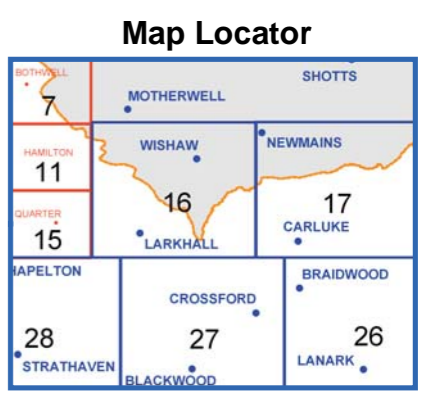 Map Locator
BOTHWELL
SHOTTS
7
MOTHERWELL
WISHAW
NEWMAINS
HAMILTON
11
16
17
QUARTER
15
CARLUKE
LARKHALL
HAPELTON
BRAIDWOOD
CROSSFORD
28
27
26
STRATHAVEN
LANARK
BLACKWOOD